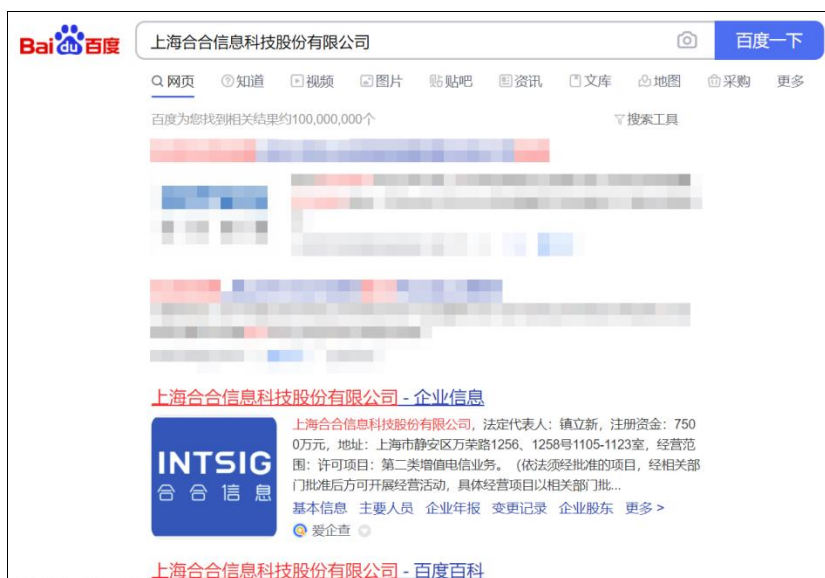 Bai du 百度
上海合合信息科技股份有限公司
百度一下
网页 知道 视频 图片 贴吧 资讯 文库 地图 采购 更多
百度为您找到相关结果约100,000,000个
搜索工具
上海合合信息科技股份有限公司 - 企业信息
上海合合信息科技股份有限公司，法定代表人：镇立新，注册资金：750
0万元，地址：上海市静安区万荣路1256、1258号1105-1123室，经营范
围：许可项目：第二类增值电信业务。（依法须经批准的项目，经相关部
门批准后方可开展经营活动，具体经营项目以相关部门批...
INTSIG
合合信息
基本信息 主要人员 企业年报 变更记录 企业股东 更多 >
爱企查
上海合合信息科技股份有限公司 - 百度百科